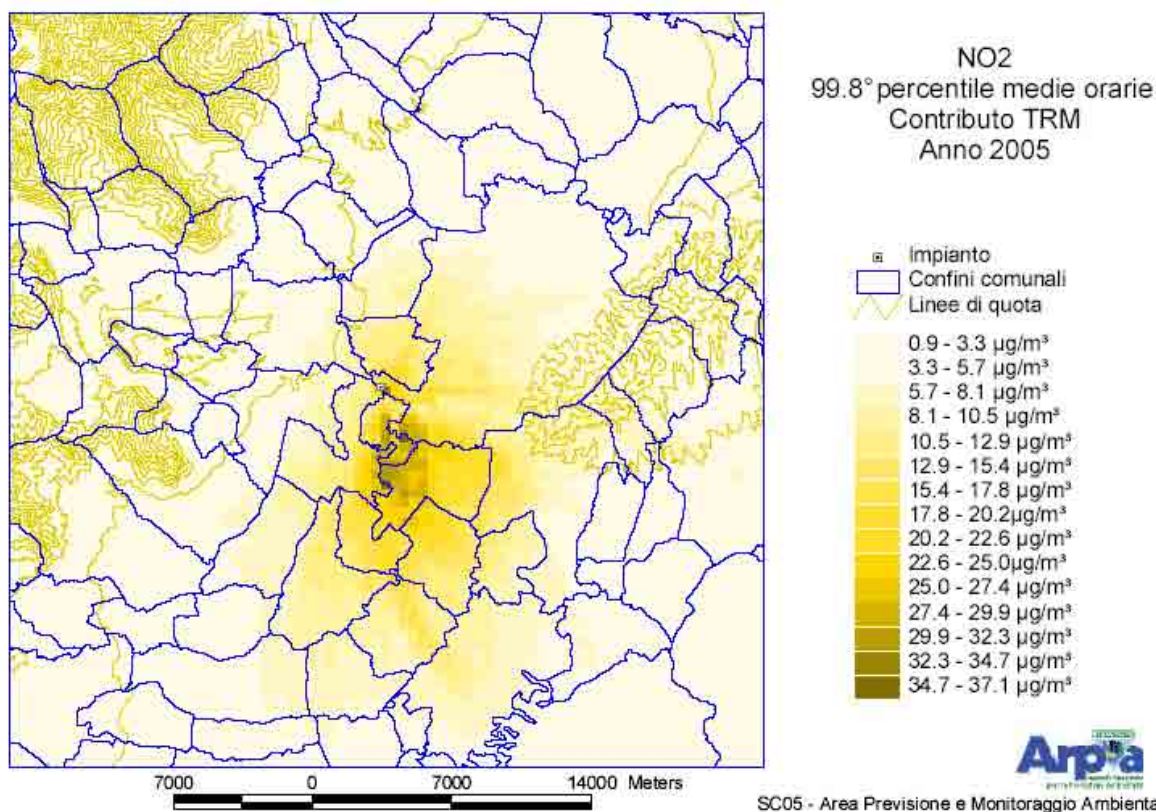 NO2
99.8° percentile medie orarie
Contributo TRM
Anno 2005
Impianto
Confini comunali
Linee di quota
0.9 - 3.3 µg/m³
3.3 - 5.7 µg/m³
5.7 - 8.1 µg/m³
8.1 - 10.5 µg/m³
10.5 - 12.9 µg/m³
12.9 - 15.4 µg/m³
15.4 - 17.8 µg/m³
17.8 - 20.2µg/m³
20.2 - 22.6 µg/m³
22.6 - 25.0µg/m³
25.0 - 27.4 µg/m³
27.4 - 29.9 µg/m³
29.9 - 32.3 µg/m³
32.3 - 34.7 µg/m³
34.7 - 37.1 µg/m³
7000 0 7000 14000 Meters
Arpa
SC05 - Area Previsione e Monitoraggio Ambienta